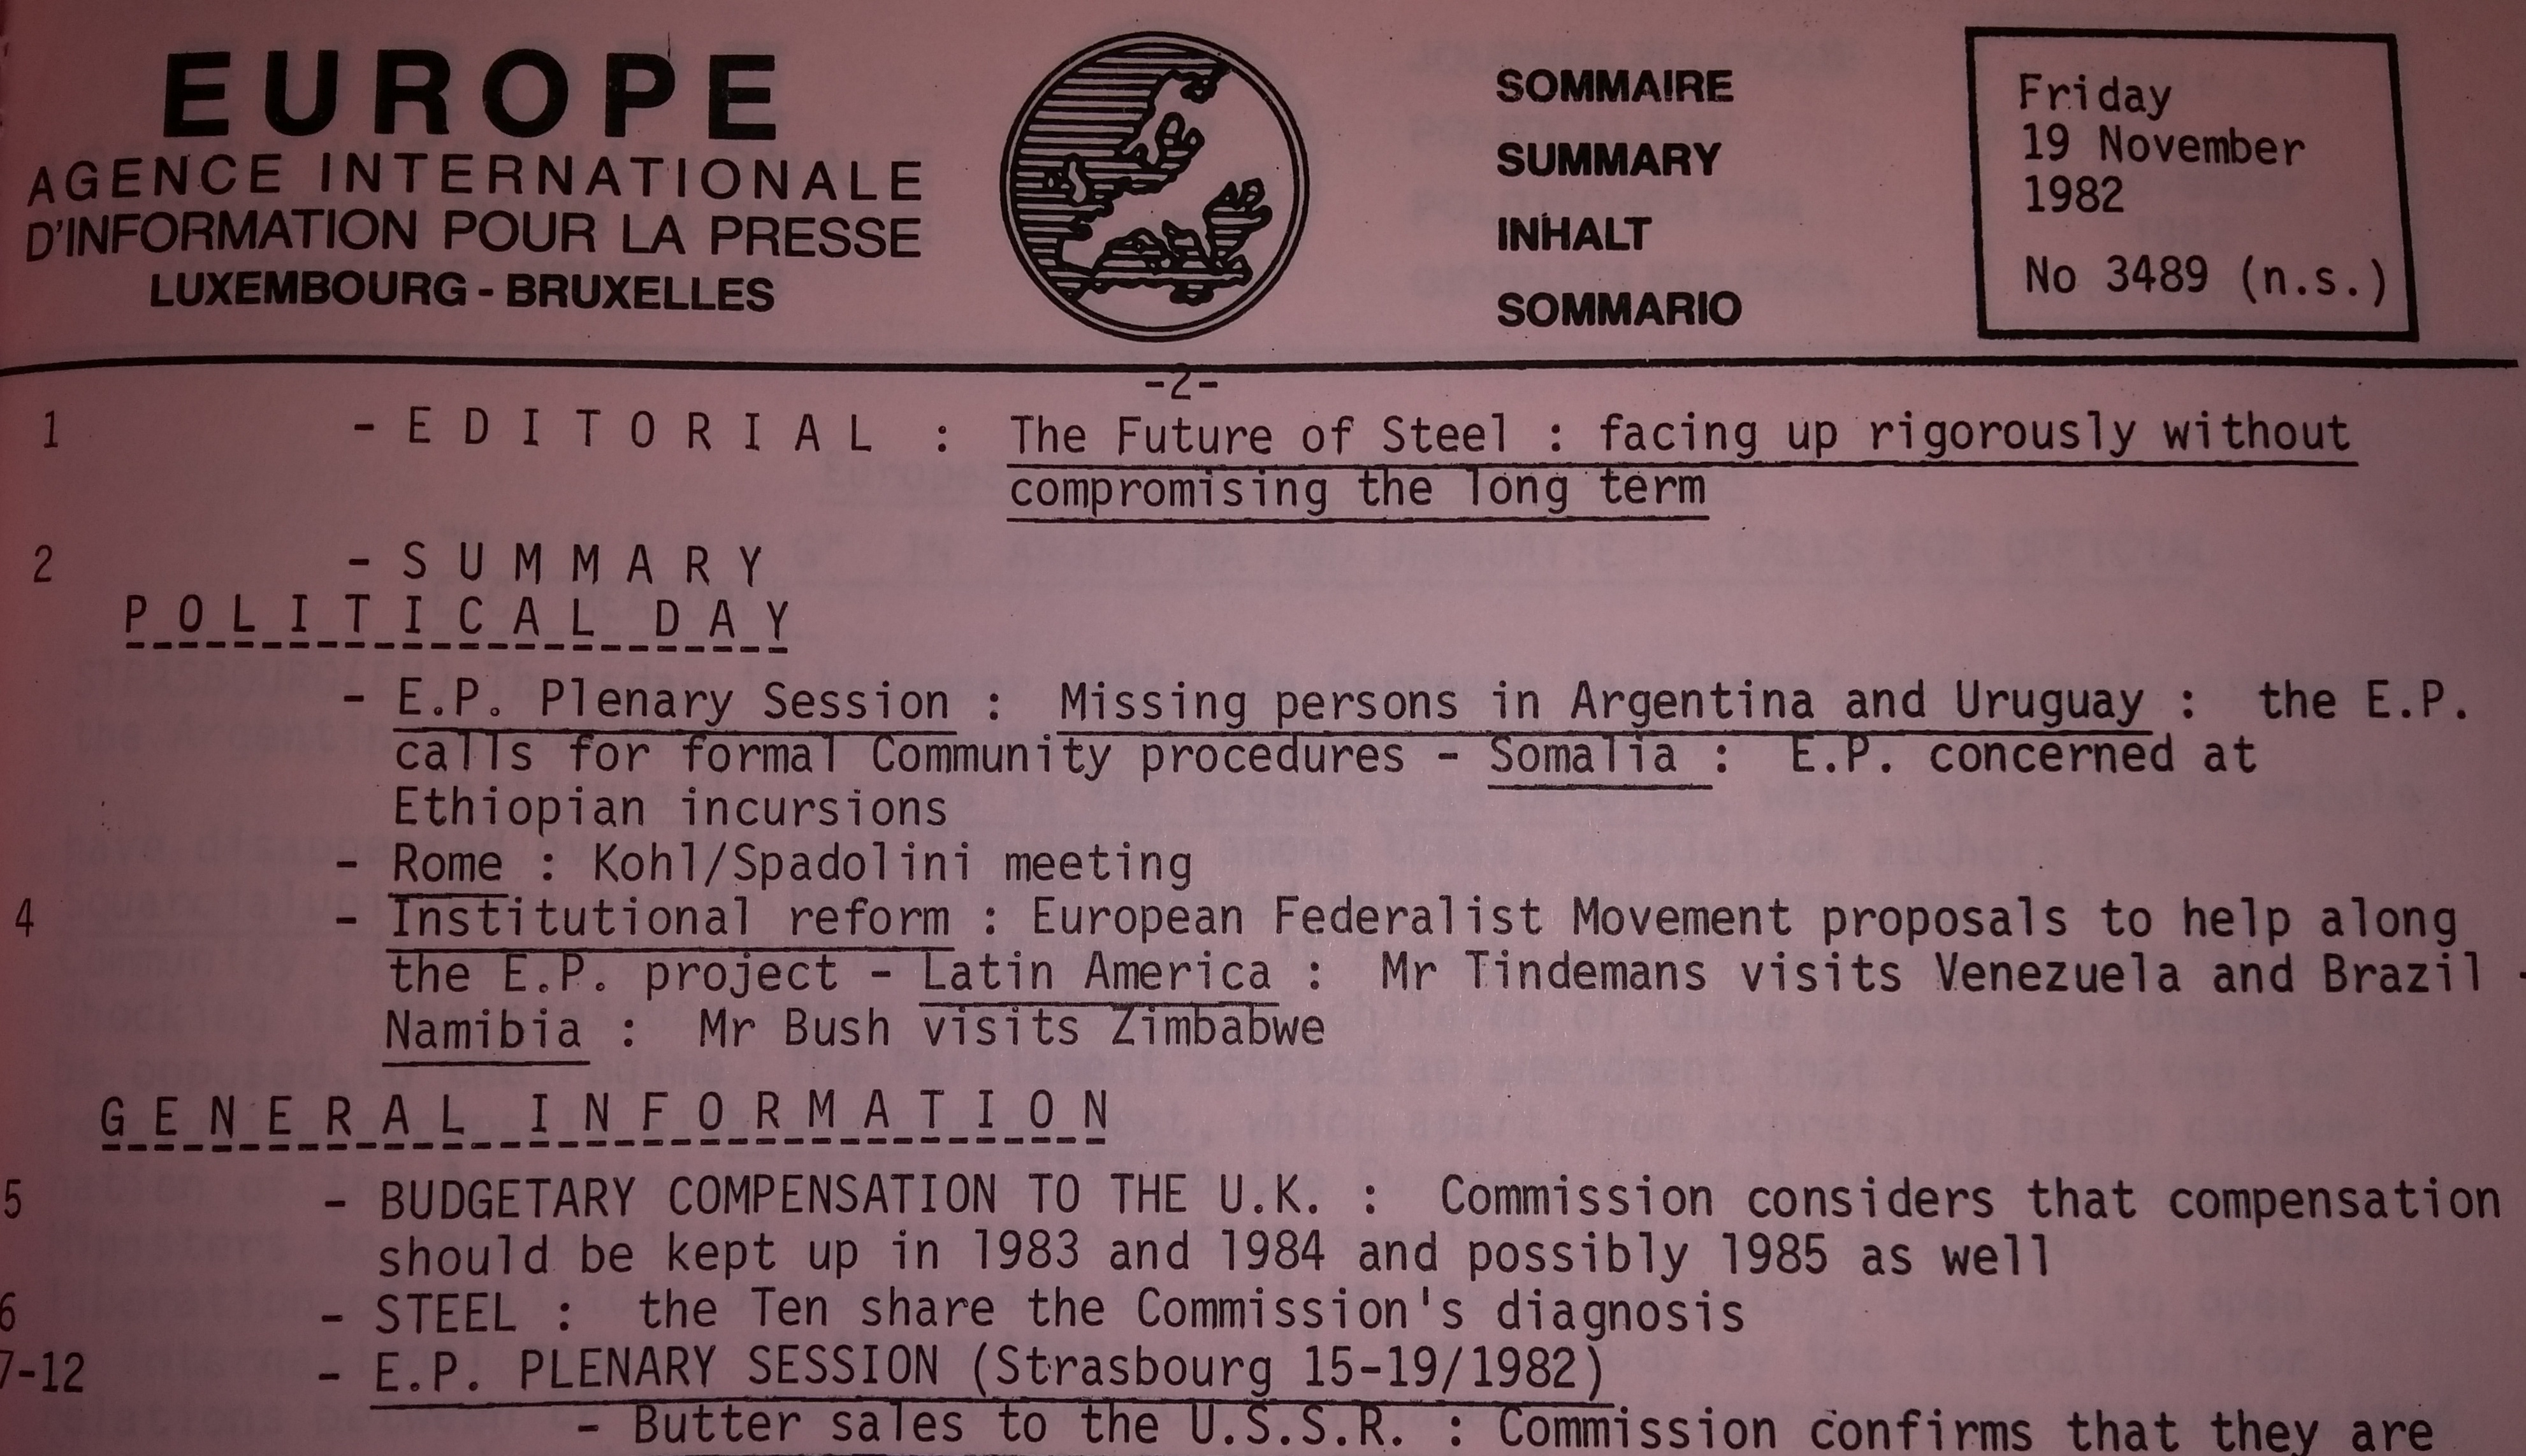 EUROPE
AGENCE INTERNATIONALE
D'INFORMATION POUR LA PRESSE
LUXEMBOURG - BRUXELLES
SOMMAIRE
SUMMARY
INHALT
SOMMARIO
Friday
19 November
1982
No 3489 (n.s.)
-2-
1 - E D I T O R I A L : The Future of Steel : facing up rigorously without
compromising the long term
2 - S U M M A R Y
P O L I T I C A L  D A Y
- E.P. Plenary Session : Missing persons in Argentina and Uruguay : the E.P.
calls for formal Community procedures - Somalia : E.P. concerned at
Ethiopian incursions
- Rome : Kohl/Spadolini meeting
4 - Institutional reform : European Federalist Movement proposals to help along
the E.P. project - Latin America : Mr Tindemans visits Venezuela and Brazil -
Namibia : Mr Bush visits Zimbabwe
G E N E R A L  I N F O R M A T I O N
5 - BUDGETARY COMPENSATION TO THE U.K. : Commission considers that compensation
should be kept up in 1983 and 1984 and possibly 1985 as well
6 - STEEL : the Ten share the Commission's diagnosis
7-12 - E.P. PLENARY SESSION (Strasbourg 15-19/1982)
- Butter sales to the U.S.S.R. : Commission confirms that they are